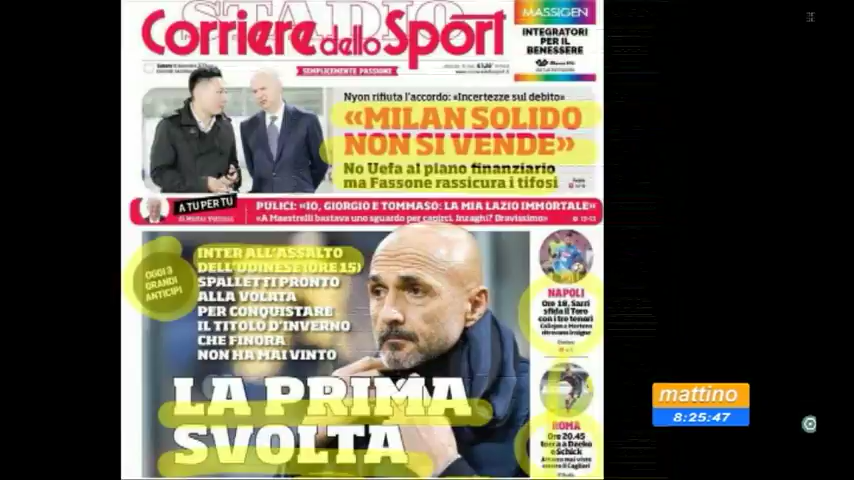 STADIO
Corriere dello Sport
SEMPLICEMENTE PASSIONE
MASSIGEN
INTEGRATORI
PER IL
BENESSERE
Nyon rifiuta l'accordo: «Incertezze sul debito»
«MILAN SOLIDO
NON SI VENDE»
No Uefa al piano finanziario
ma Fassone rassicura i tifosi
A TU PER TU
PULICI: «IO, GIORGIO E TOMMASO: LA MIA LAZIO IMMORTALE»
«A Maestrelli bastava uno sguardo per capirci. Inzaghi? Bravissimo»
12-13
OGGI 3
GRANDI
ANTICIPI
INTER ALL'ASSALTO
DELL'UDINESE (ORE 15)
SPALLETTI PRONTO
ALLA VOLATA
PER CONQUISTARE
IL TITOLO D'INVERNO
CHE FINORA
NON HA MAI VINTO
LA PRIMA
SVOLTA
NAPOLI
Ore 18, Sarri
sfida il Toro
con i tre tenori
ROMA
Ore 20.45
tocca a Dzeko
e Schick
mattino
8:25:47